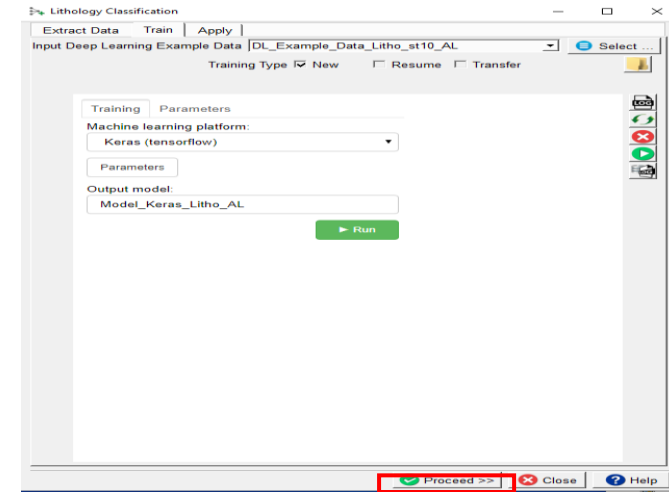 Lithology Classification
Extract Data Train Apply
Input Deep Learning Example Data DL_Example_Data_Litho_st10_AL Select ...
Training Type New Resume Transfer
LOG
Training Parameters
Machine learning platform:
Keras (tensorflow)
Parameters
Output model:
Model_Keras_Litho_AL
Run
Proceed >> Close Help